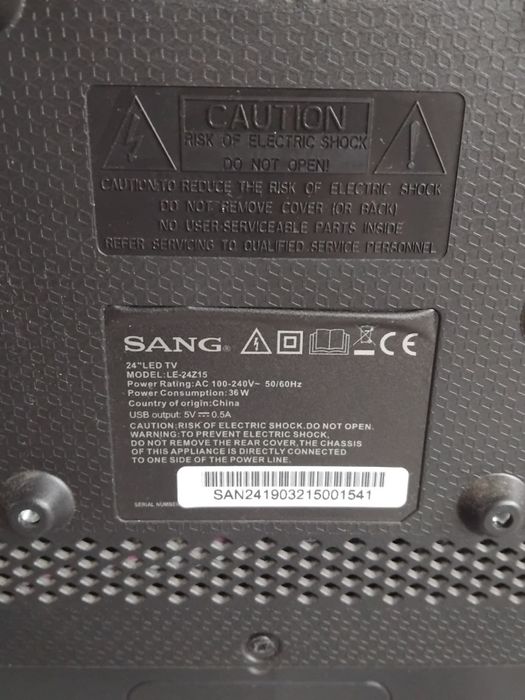 CAUTION
RISK OF ELECTRIC SHOCK
DO NOT OPEN!
CAUTION:TO REDUCE THE RISK OF ELECTRIC SHOCK
DO NOT REMOVE COVER (OR BACK)
NO USER-SERVICEABLE PARTS INSIDE
REFER SERVICING TO QUALIFIED SERVICE PERSONNEL
SANG® CE
24"LED TV
MODEL:LE-24Z15
Power Rating:AC 100-240V~ 50/60Hz
Power Consumption:36W
Country of origin:China
USB output: 5V⎓0.5A
CAUTION:RISK OF ELECTRIC SHOCK.DO NOT OPEN.
WARNING:TO PREVENT ELECTRIC SHOCK,
DO NOT REMOVE THE REAR COVER,THE CHASSIS
OF THIS APPLIANCE IS DIRECTLY CONNECTED
TO ONE SIDE OF THE POWER LINE.
SERIAL NUMBER
SAN241903215001541